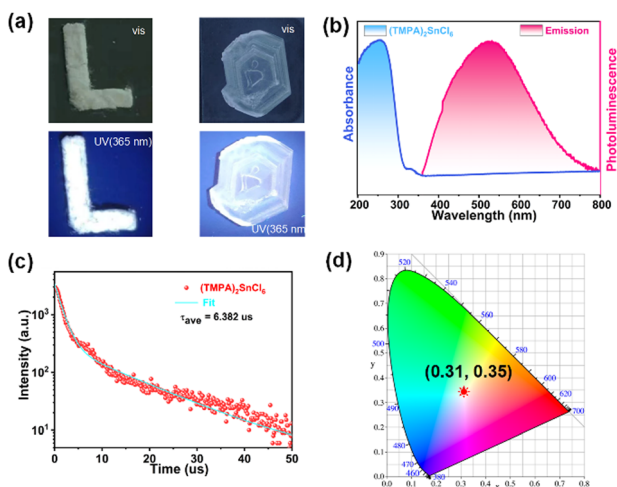 (a)
vis
vis
UV(365 nm)
UV(365 nm)
(b)
(TMPA)₂SnCl₆
Emission
Absorbance
Photoluminescence
200 300 400 500 600 700 800
Wavelength (nm)
(c)
(TMPA)₂SnCl₆
Fit
τave = 6.382 us
Intensity (a.u.)
10³
10²
10¹
0 10 20 30 40 50
Time (us)
(d)
0.9
0.8
0.7
0.6
0.5
y
0.4
0.3
0.2
0.1
0.0
520
540
560
500
580
(0.31, 0.35)
600
620
700
490
480
470
460
380
0.0 0.1 0.2 0.3 0.4 0.5 0.6 0.7 0.8